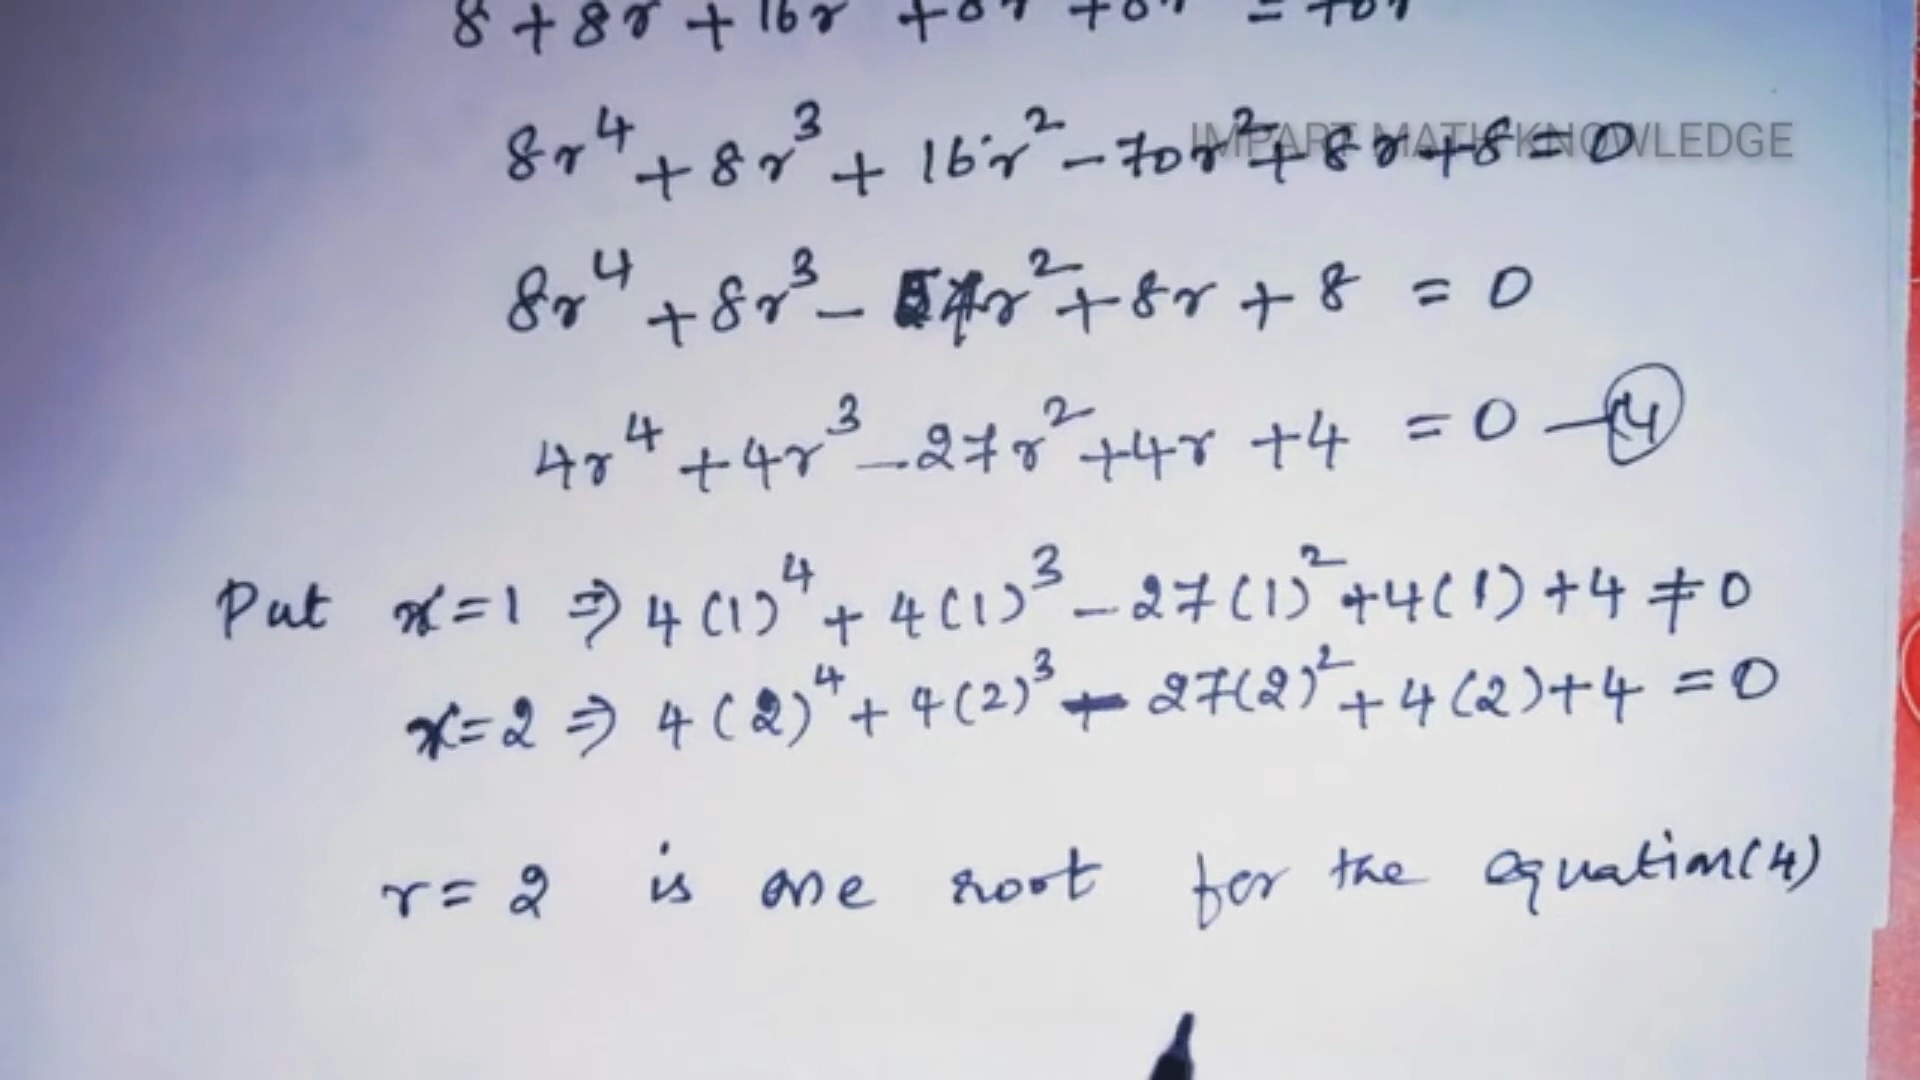 8 + 8r + 16r
8r⁴ + 8r³ + 16r² - 70r² + 8r + 8 = 0
IMPART MATH KNOWLEDGE
8r⁴ + 8r³ - 54r² + 8r + 8 = 0
4r⁴ + 4r³ - 27r² + 4r + 4 = 0 — (4)
Put x=1 ⇒ 4(1)⁴ + 4(1)³ - 27(1)² + 4(1) + 4 ≠ 0
x=2 ⇒ 4(2)⁴ + 4(2)³ - 27(2)² + 4(2) + 4 = 0
r = 2 is one root for the equation (4)